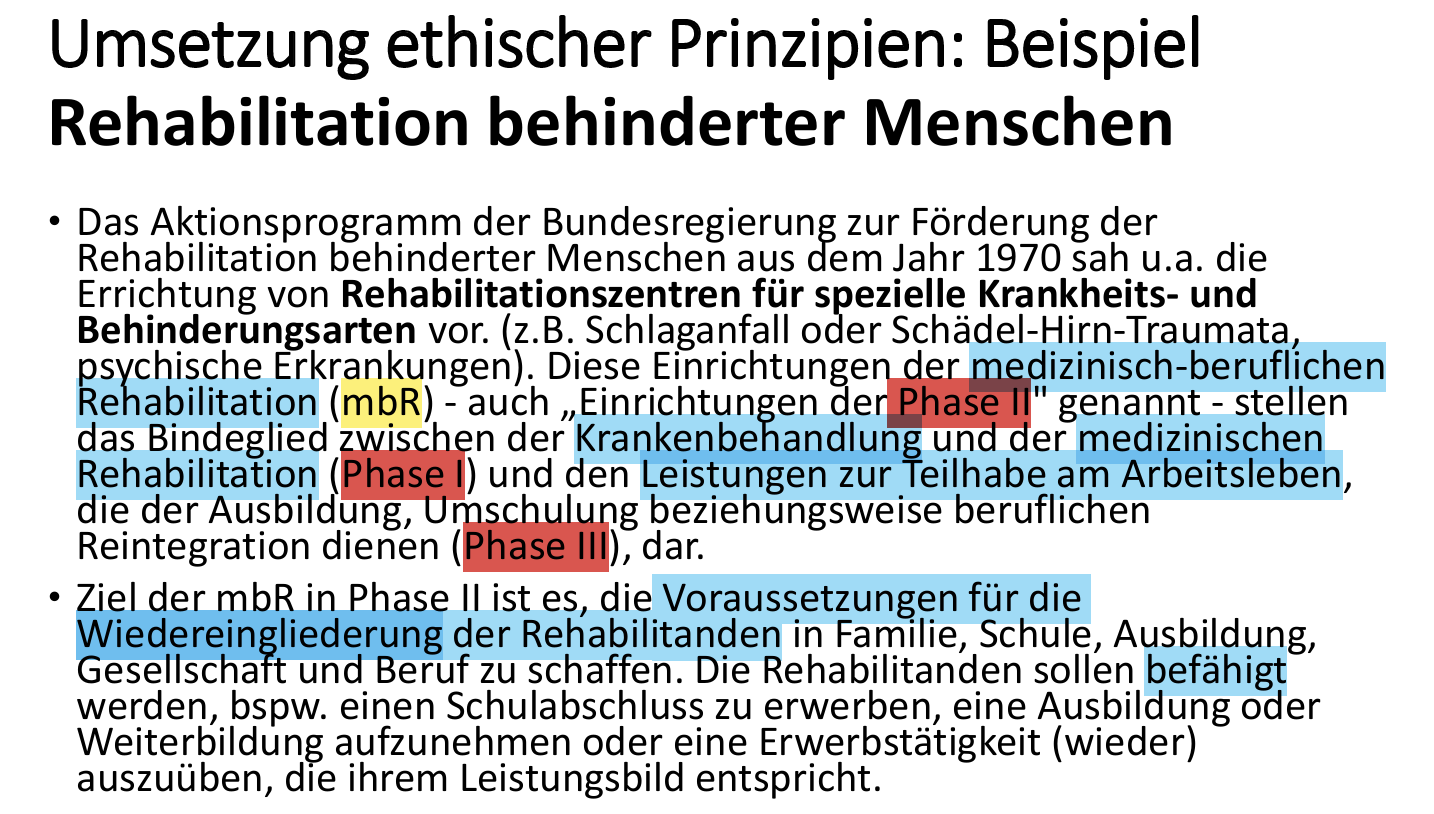 Umsetzung ethischer Prinzipien: Beispiel
Rehabilitation behinderter Menschen
• Das Aktionsprogramm der Bundesregierung zur Förderung der
Rehabilitation behinderter Menschen aus dem Jahr 1970 sah u.a. die
Errichtung von Rehabilitationszentren für spezielle Krankheits- und
Behinderungsarten vor. (z.B. Schlaganfall oder Schädel-Hirn-Traumata,
psychische Erkrankungen). Diese Einrichtungen der medizinisch-beruflichen
Rehabilitation (mbR) - auch „Einrichtungen der Phase II" genannt - stellen
das Bindeglied zwischen der Krankenbehandlung und der medizinischen
Rehabilitation (Phase I) und den Leistungen zur Teilhabe am Arbeitsleben,
die der Ausbildung, Umschulung beziehungsweise beruflichen
Reintegration dienen (Phase III), dar.
• Ziel der mbR in Phase II ist es, die Voraussetzungen für die
Wiedereingliederung der Rehabilitanden in Familie, Schule, Ausbildung,
Gesellschaft und Beruf zu schaffen. Die Rehabilitanden sollen befähigt
werden, bspw. einen Schulabschluss zu erwerben, eine Ausbildung oder
Weiterbildung aufzunehmen oder eine Erwerbstätigkeit (wieder)
auszuüben, die ihrem Leistungsbild entspricht.